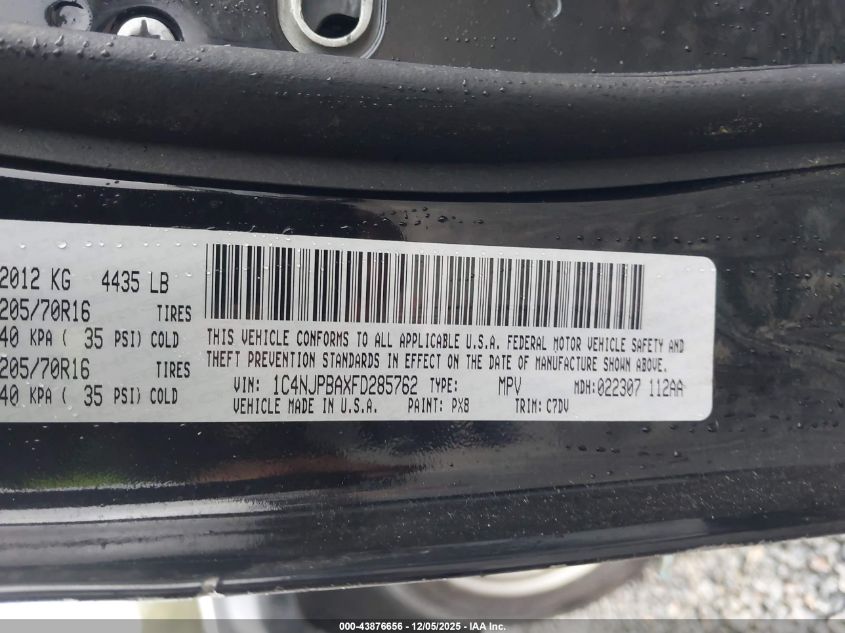 2012 KG 4435 LB
205/70R16 TIRES
40 KPA ( 35 PSI) COLD
205/70R16 TIRES
40 KPA ( 35 PSI) COLD
THIS VEHICLE CONFORMS TO ALL APPLICABLE U.S.A. FEDERAL MOTOR VEHICLE SAFETY AND
THEFT PREVENTION STANDARDS IN EFFECT ON THE DATE OF MANUFACTURE SHOWN ABOVE.
VIN: 1C4NJPBAXFD285762 TYPE: MPV MDH:022307 112AA
VEHICLE MADE IN U.S.A. PAINT: PX8 TRIM: C7DV
000-43876656 - 12/05/2025 - IAA Inc.